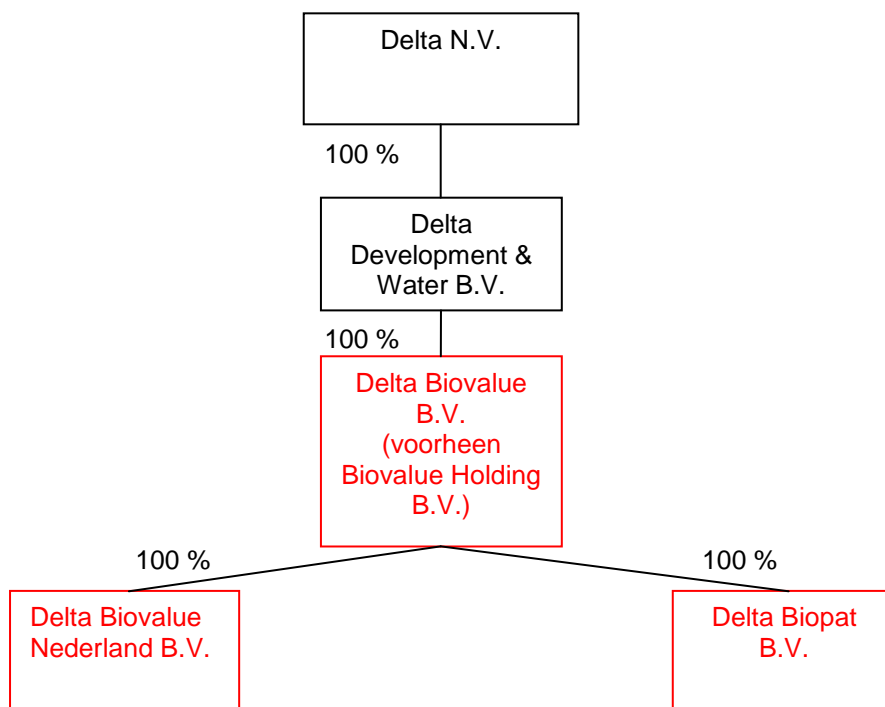 Delta N.V.
100 %
Delta
Development &
Water B.V.
100 %
Delta Biovalue
B.V.
(voorheen
Biovalue Holding
B.V.)
100 %
100 %
Delta Biovalue
Nederland B.V.
Delta Biopat
B.V.